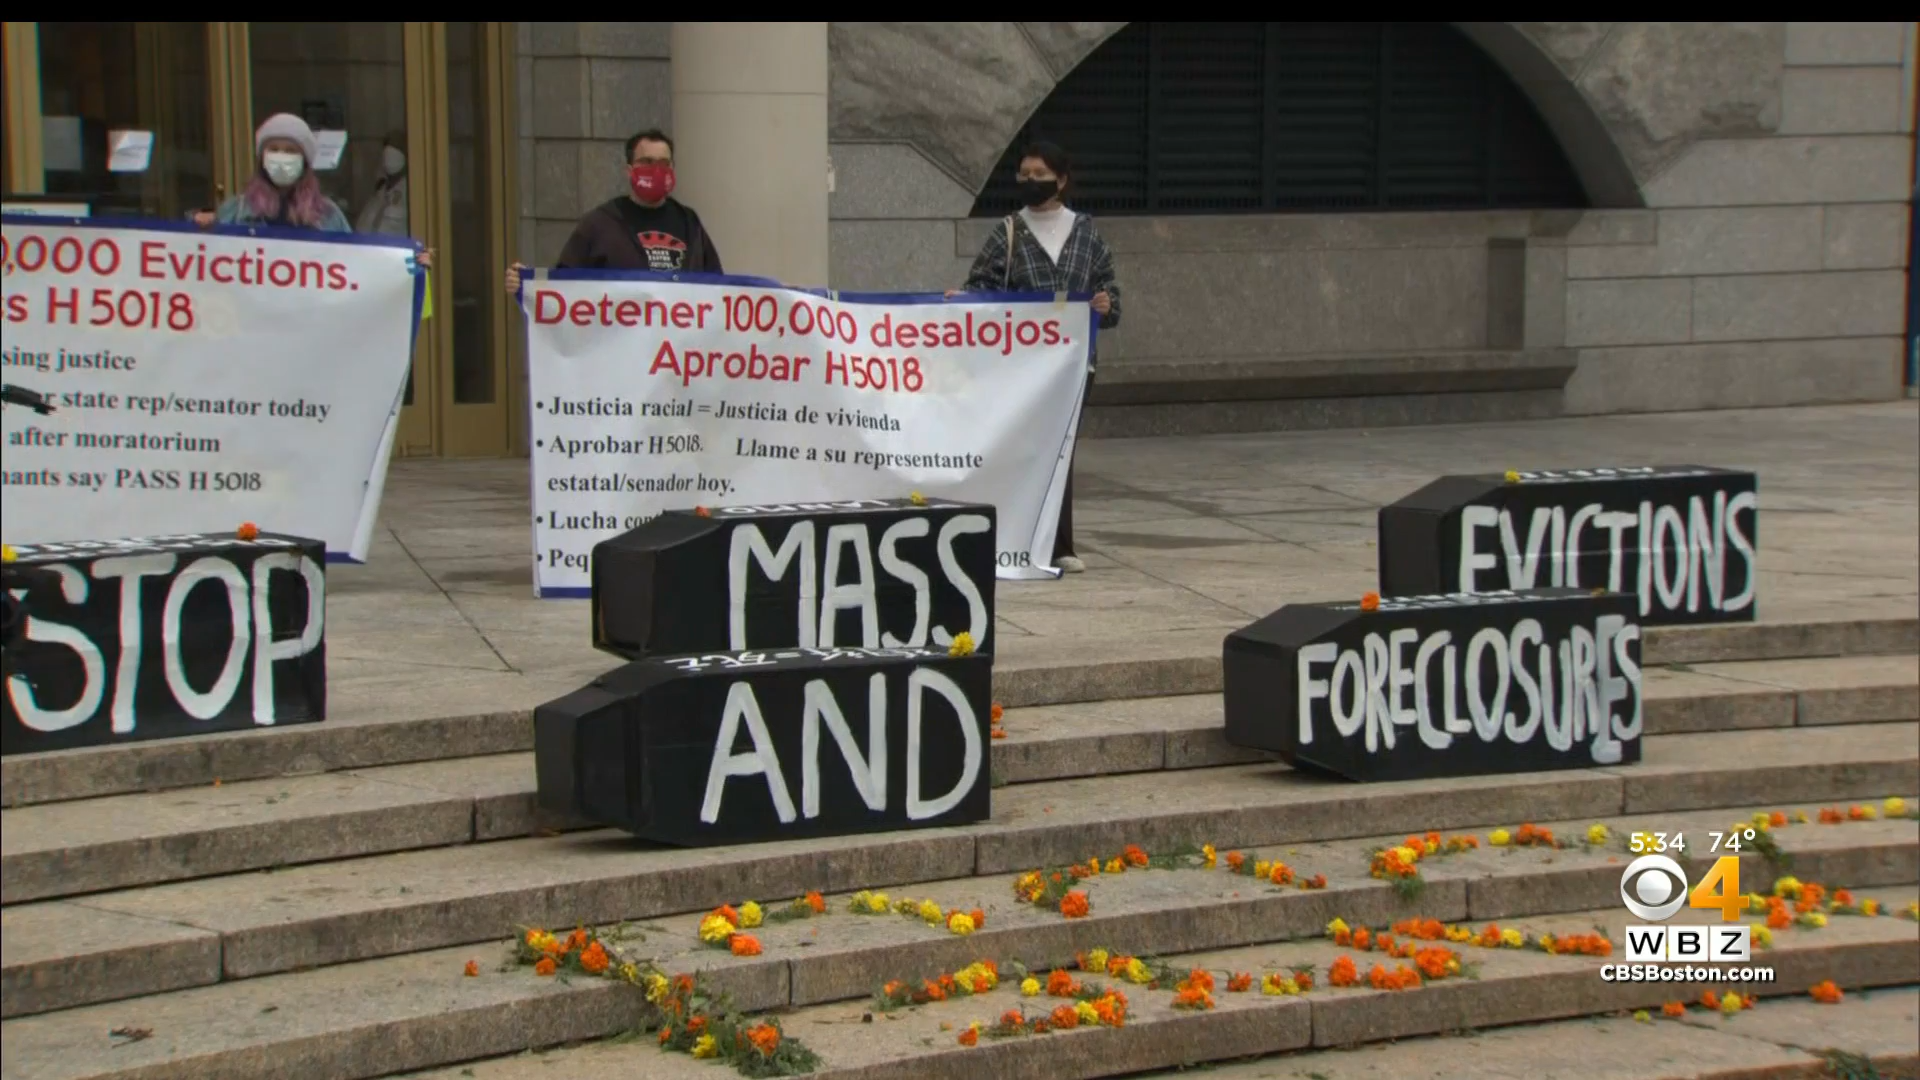 0,000 Evictions.
s H 5018
sing justice
r state rep/senator today
after moratorium
nants say PASS H 5018
Detener 100,000 desalojos.
Aprobar H5018
• Justicia racial = Justicia de vivienda
• Aprobar H5018. Llame a su representante
estatal/senador hoy.
• Lucha
• Peq
5018
STOP
MASS
AND
EVICTIONS
FORECLOSURES
5:34 74°
4
WBZ
CBSBoston.com